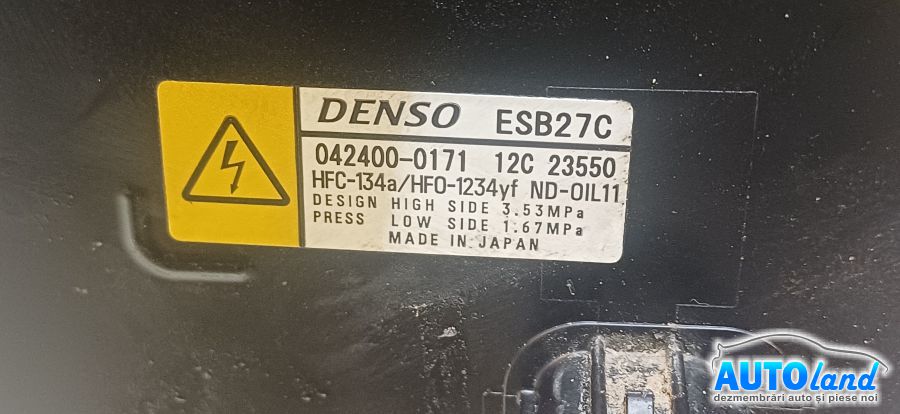 DENSO ESB27C
042400-0171 12C 23550
HFC-134a/HFO-1234yf ND-OIL11
DESIGN HIGH SIDE 3.53MPa
PRESS LOW SIDE 1.67MPa
MADE IN JAPAN
AUTOland
dezmembrări auto și piese noi